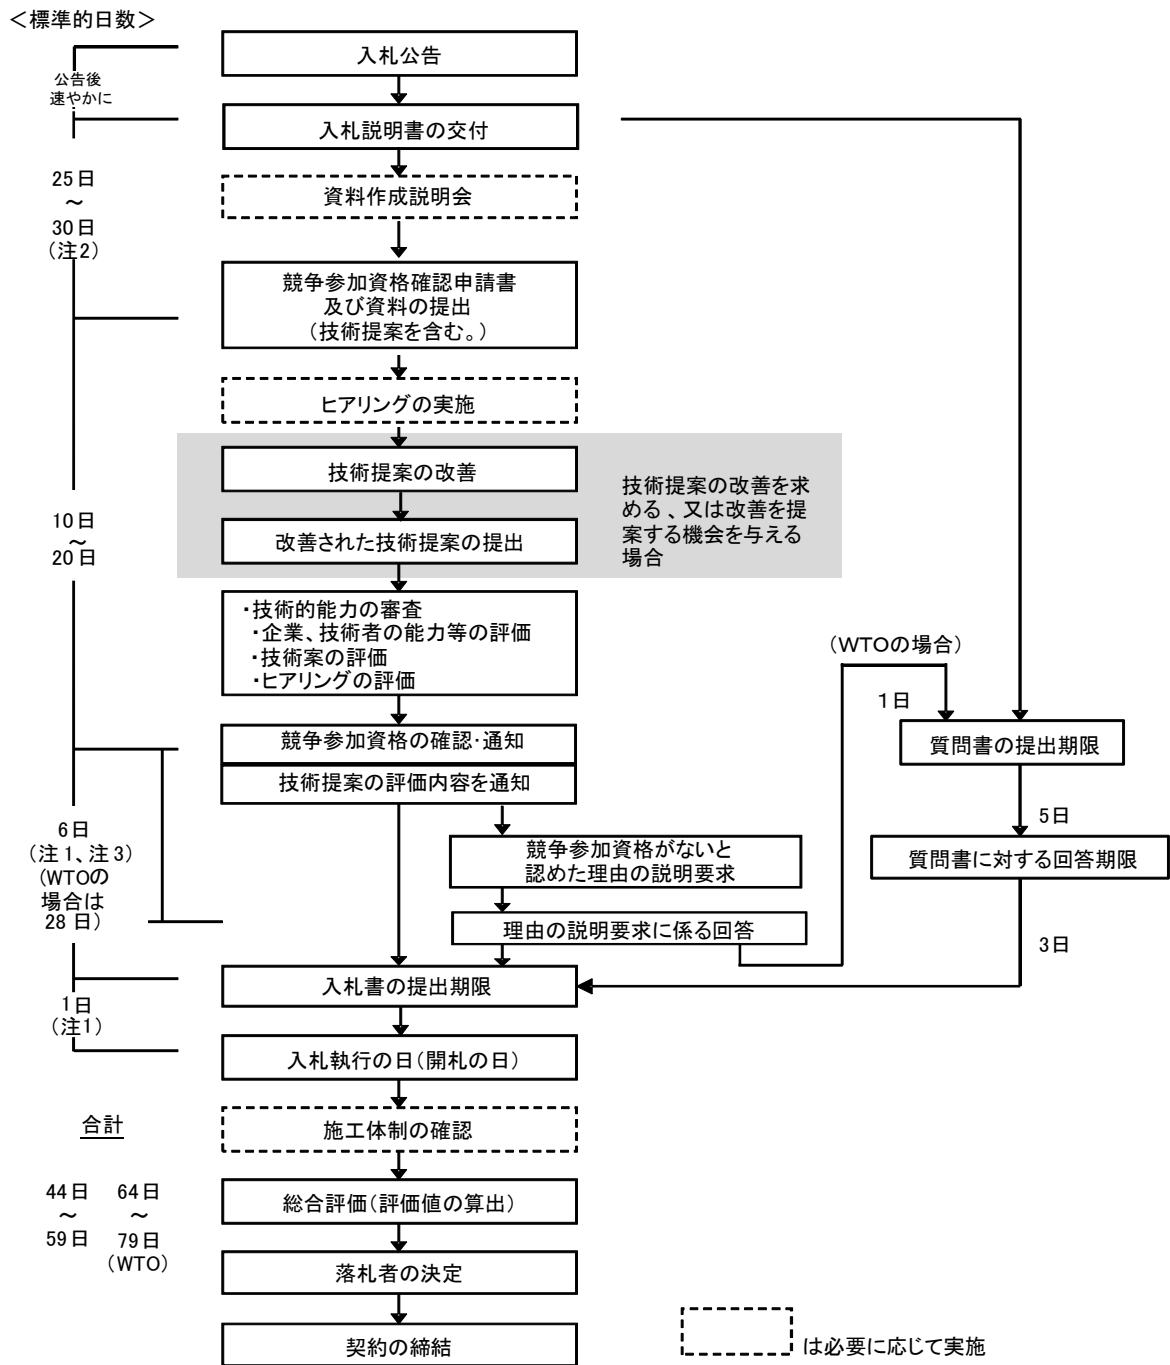 ＜標準的日数＞
入札公告
公告後
速やかに
入札説明書の交付
25日
～
30日
（注2）
資料作成説明会
競争参加資格確認申請書
及び資料の提出
（技術提案を含む。）
ヒアリングの実施
技術提案の改善
改善された技術提案の提出
技術提案の改善を求
める 、又は改善を提
案する機会を与える
場合
10日
～
20日
・技術的能力の審査
・企業、技術者の能力等の評価
・技術案の評価
・ヒアリングの評価
（WTOの場合）
1日
競争参加資格の確認・通知
技術提案の評価内容を通知
質問書の提出期限
5日
質問書に対する回答期限
3日
6日
（注1、注3）
（WTOの
場合は
28日）
競争参加資格がないと
認めた理由の説明要求
理由の説明要求に係る回答
入札書の提出期限
1日
（注1）
入札執行の日（開札の日）
合計
施工体制の確認
44日
～
59日
64日
～
79日
（WTO）
総合評価（評価値の算出）
落札者の決定
契約の締結
は必要に応じて実施